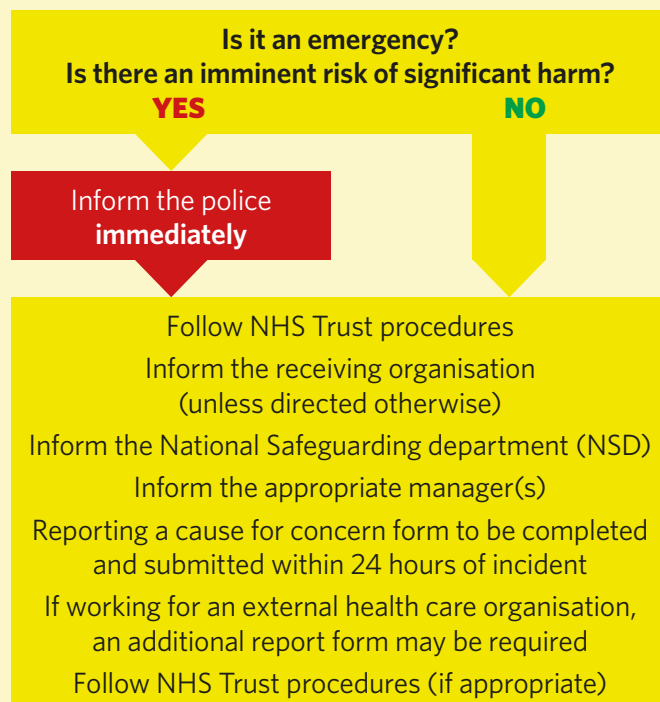 Is it an emergency?
Is there an imminent risk of significant harm?
YES NO
Inform the police
immediately
Follow NHS Trust procedures
Inform the receiving organisation
(unless directed otherwise)
Inform the National Safeguarding department (NSD)
Inform the appropriate manager(s)
Reporting a cause for concern form to be completed
and submitted within 24 hours of incident
If working for an external health care organisation,
an additional report form may be required
Follow NHS Trust procedures (if appropriate)